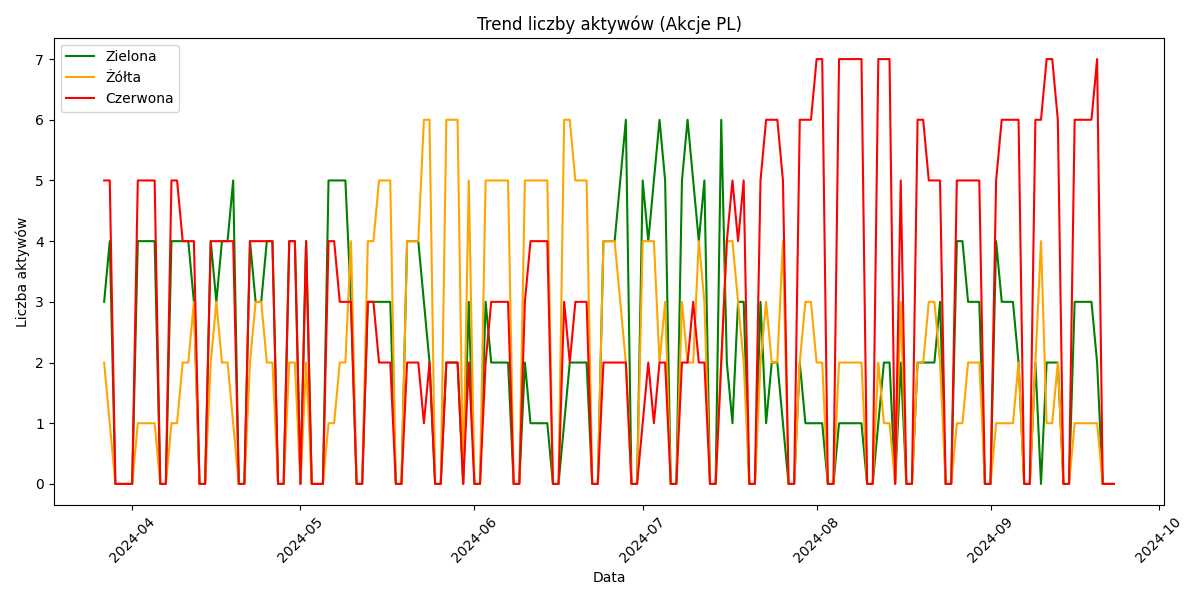 Trend liczby aktywów (Akcje PL)
Zielona
Żółta
Czerwona
Liczba aktywów
7
6
5
4
3
2
1
0
2024-04
2024-05
2024-06
2024-07
2024-08
2024-09
2024-10
Data